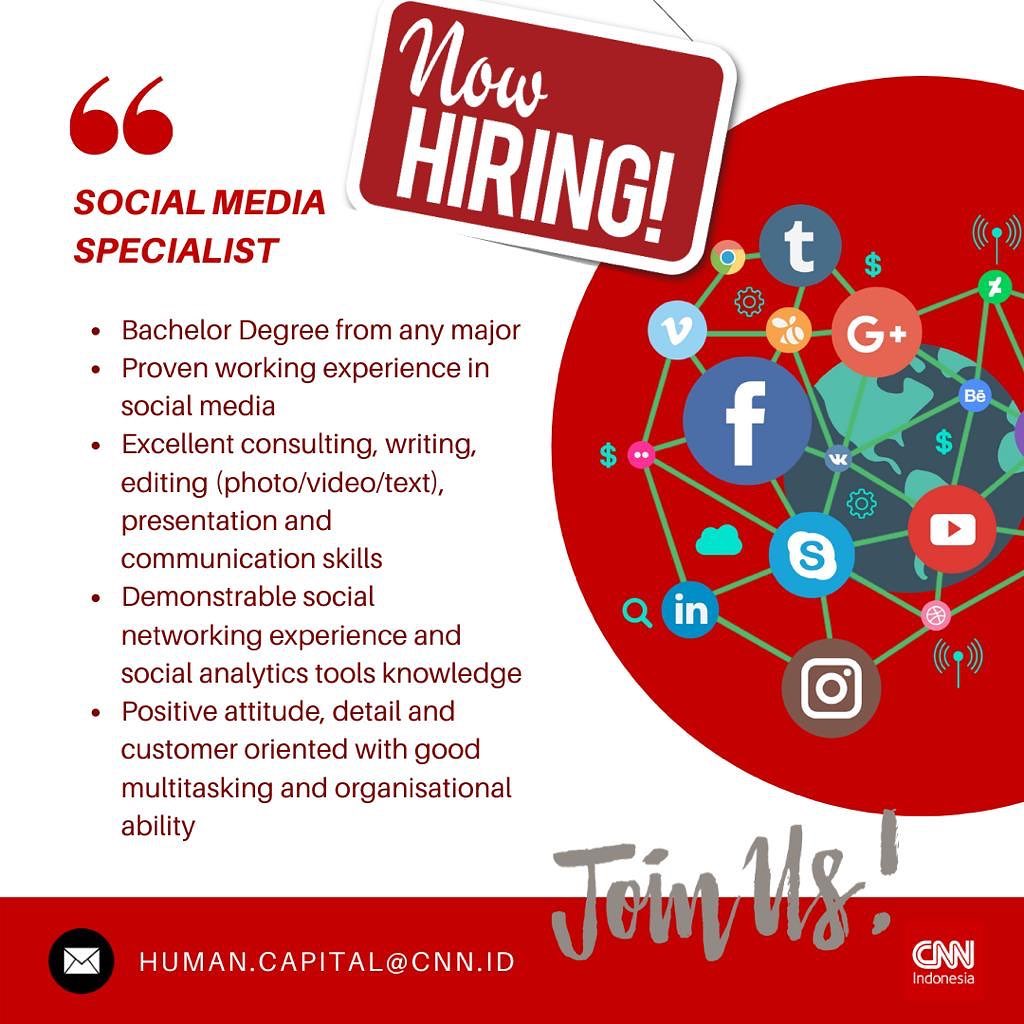 Now
HIRING!
SOCIAL MEDIA
SPECIALIST
• Bachelor Degree from any major
• Proven working experience in
social media
• Excellent consulting, writing,
editing (photo/video/text),
presentation and
communication skills
• Demonstrable social
networking experience and
social analytics tools knowledge
• Positive attitude, detail and
customer oriented with good
multitasking and organisational
ability
t
G+
Bē
f
in
Join Us!
HUMAN.CAPITAL@CNN.ID
CNN
Indonesia